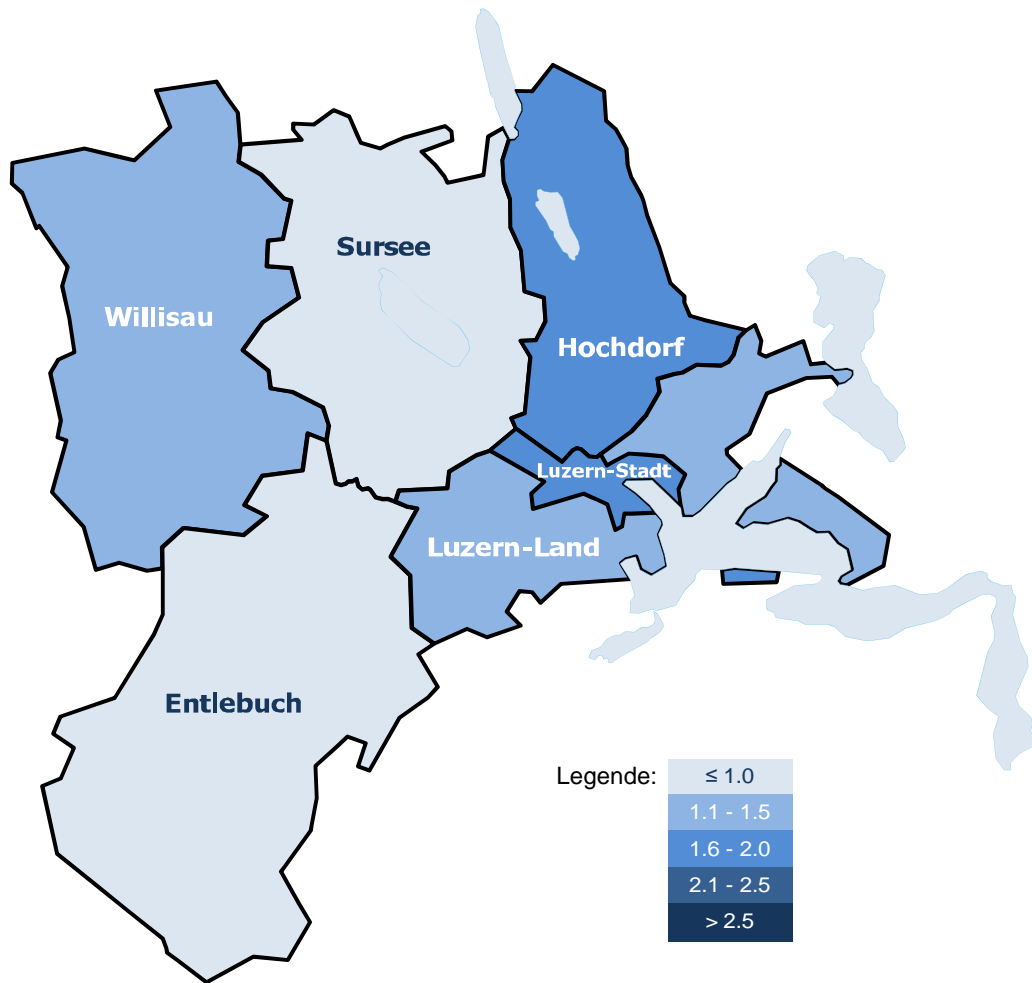 Sursee
Willisau
Hochdorf
Luzern-Stadt
Luzern-Land
Entlebuch
Legende:
≤ 1.0
1.1 - 1.5
1.6 - 2.0
2.1 - 2.5
> 2.5